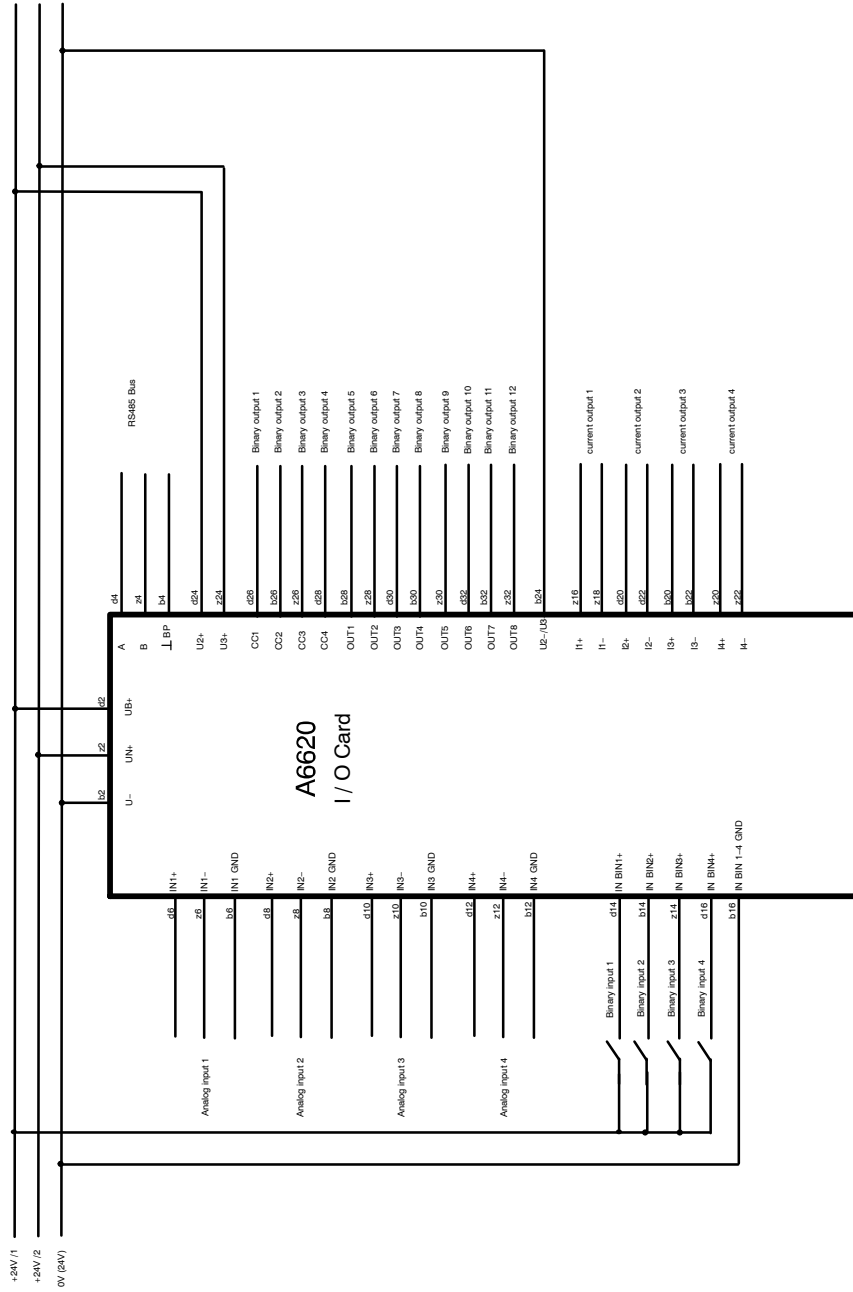 +24V /1
+24V /2
0V (24V)
A6620
I / O Card
b2
U−
z2
UN+
d2
UB+
d6
IN1+
z6
IN1−
b6
IN1 GND
Analog input 1
d8
IN2+
z8
IN2−
b8
IN2 GND
Analog input 2
d10
IN3+
z10
IN3−
b10
IN3 GND
Analog input 3
d12
IN4+
z12
IN4−
b12
IN4 GND
Analog input 4
Binary input 1
d14
IN BIN1+
Binary input 2
b14
IN BIN2+
Binary input 3
z14
IN BIN3+
Binary input 4
d16
IN BIN4+
b16
IN BIN 1−4 GND
A
d4
B
z4
⊥ BP
b4
RS485 Bus
U2+
d24
U3+
z24
CC1
d26
Binary output 1
CC2
b26
Binary output 2
CC3
z26
Binary output 3
CC4
d28
Binary output 4
OUT1
b28
Binary output 5
OUT2
z28
Binary output 6
OUT3
d30
Binary output 7
OUT4
b30
Binary output 8
OUT5
z30
Binary output 9
OUT6
d32
Binary output 10
OUT7
b32
Binary output 11
OUT8
z32
Binary output 12
U2−/U3−
b24
I1+
z16
I1−
z18
current output 1
I2+
d20
I2−
d22
current output 2
I3+
b20
I3−
b22
current output 3
I4+
z20
I4−
z22
current output 4